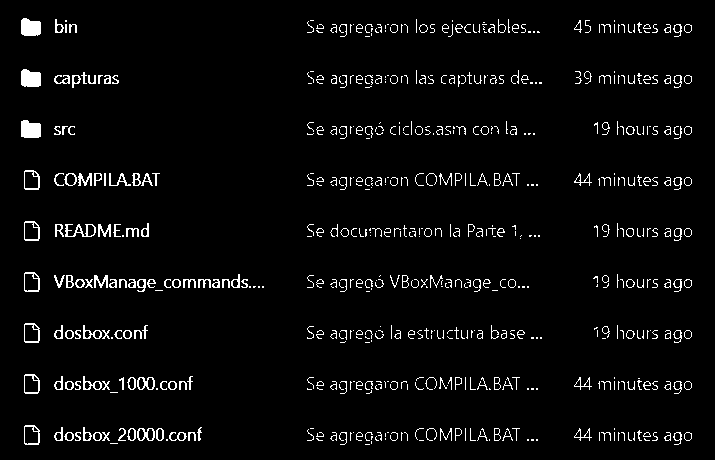 bin Se agregaron los ejecutables... 45 minutes ago
capturas Se agregaron las capturas de... 39 minutes ago
src Se agregó ciclos.asm con la ... 19 hours ago
COMPILA.BAT Se agregaron COMPILA.BAT ... 44 minutes ago
README.md Se documentaron la Parte 1, ... 19 hours ago
VBoxManage_commands.... Se agregó VBoxManage_co... 19 hours ago
dosbox.conf Se agregó la estructura base ... 19 hours ago
dosbox_1000.conf Se agregaron COMPILA.BAT ... 44 minutes ago
dosbox_20000.conf Se agregaron COMPILA.BAT ... 44 minutes ago